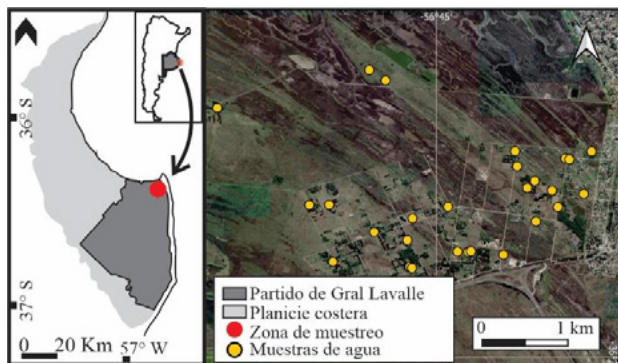 36° S
37° S
0 20 Km
57° W
-56°45'
Partido de Gral Lavalle
Planicie costera
Zona de muestreo
Muestras de agua
0 1 km